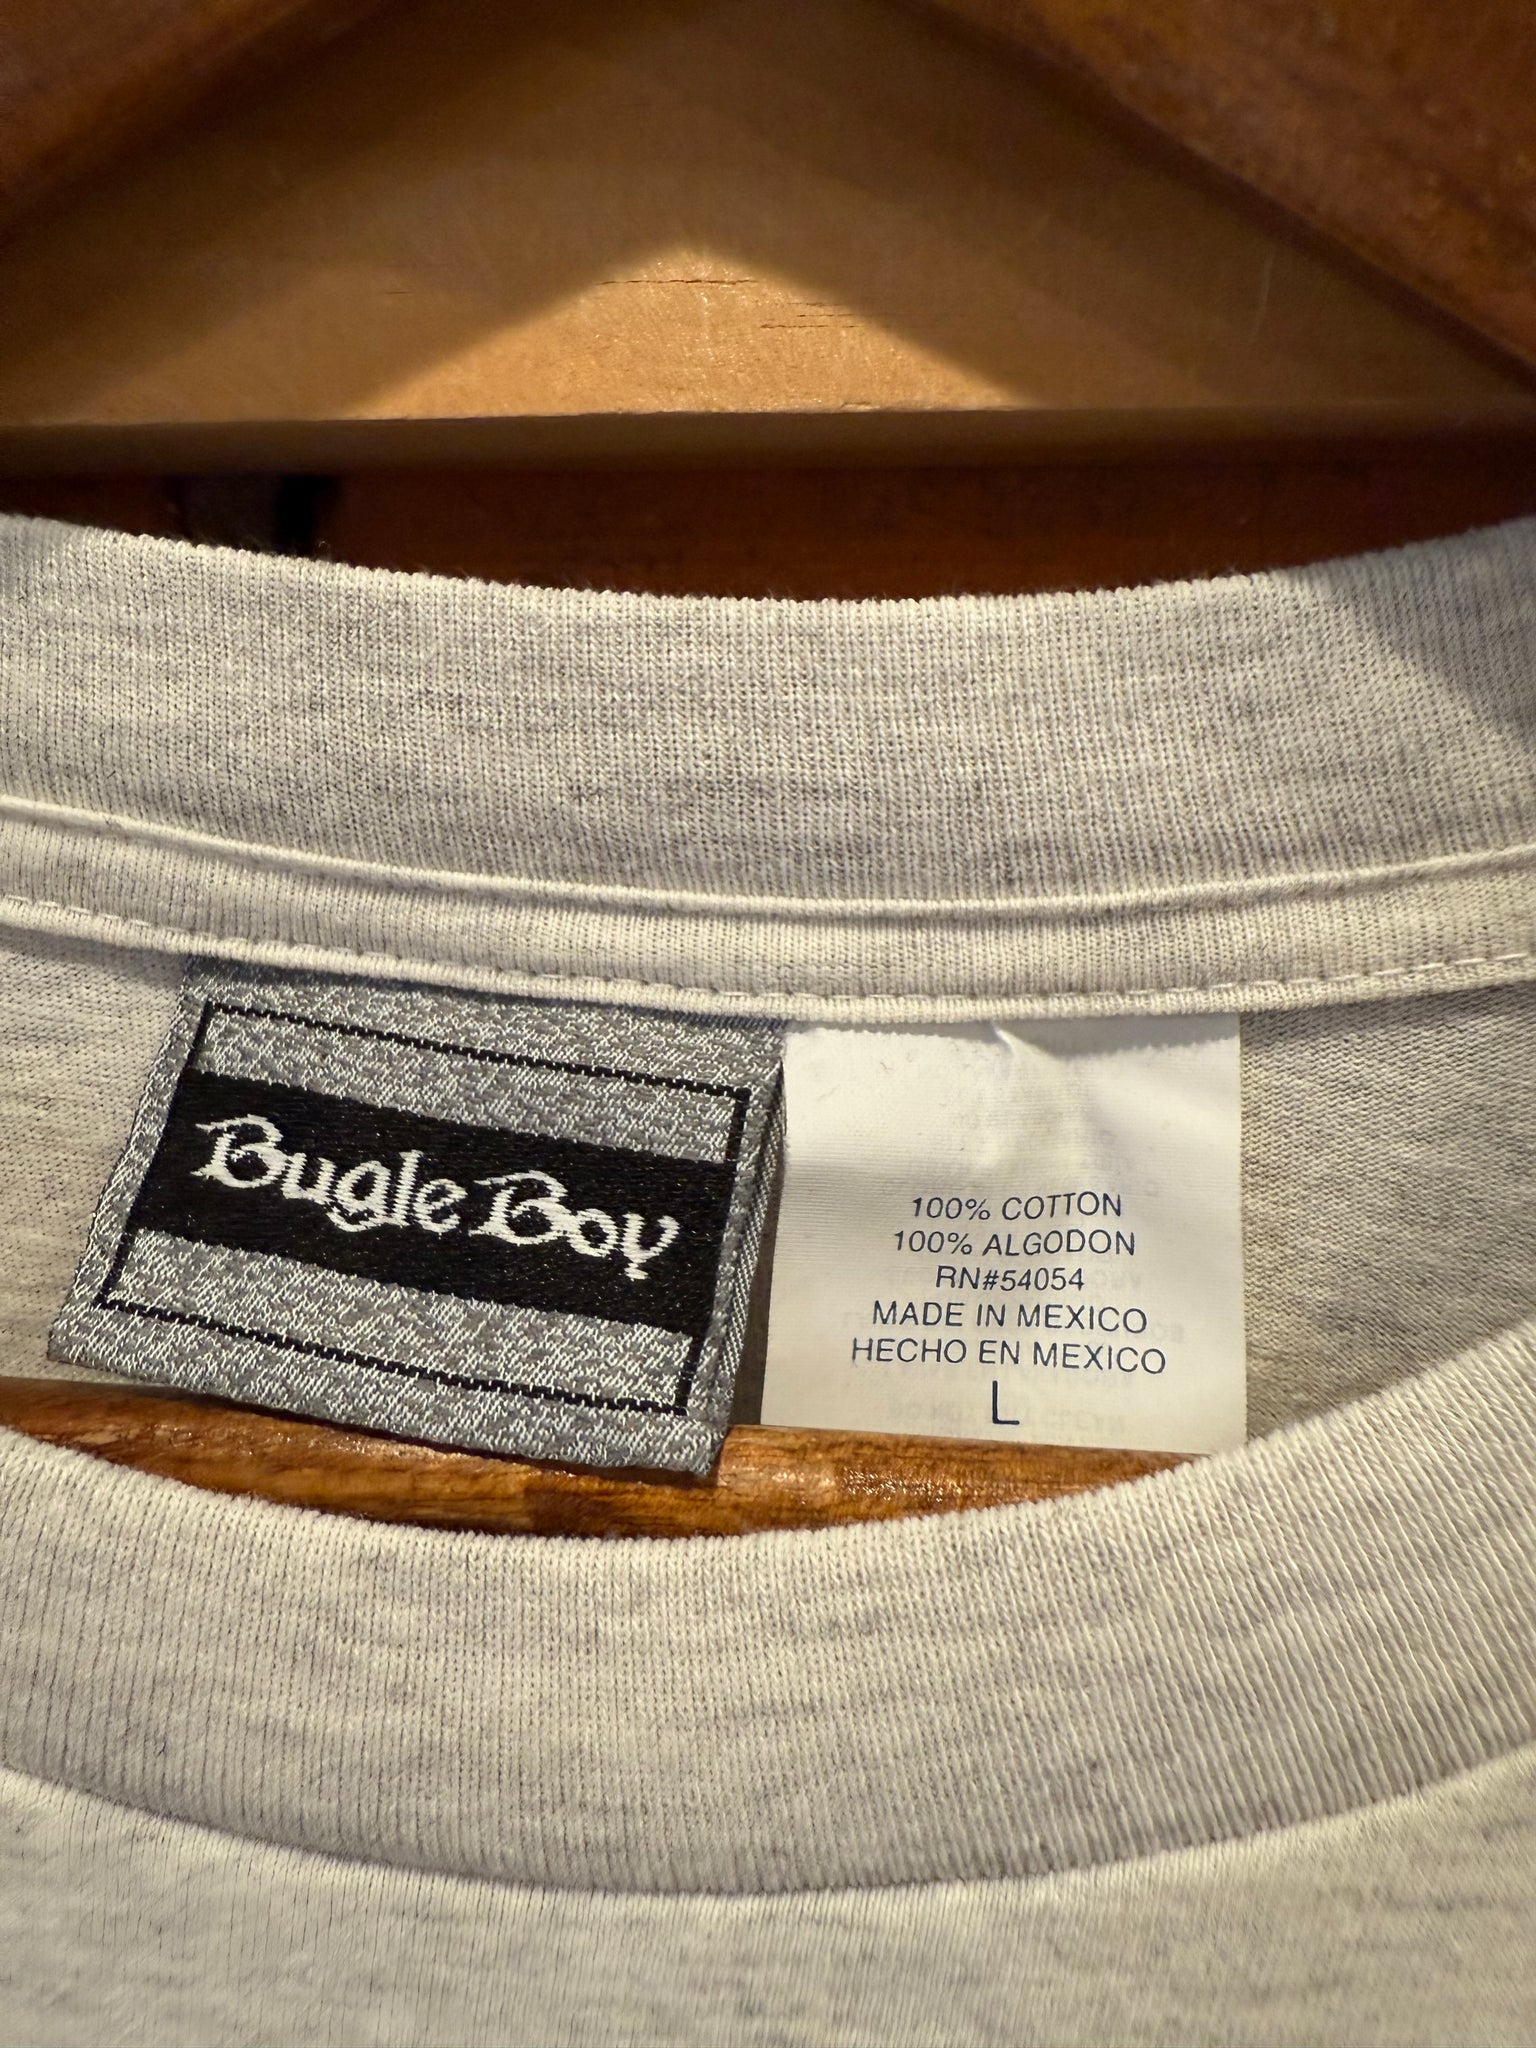 Bugle Boy
100% COTTON
100% ALGODON
RN#54054
MADE IN MEXICO
HECHO EN MEXICO
L